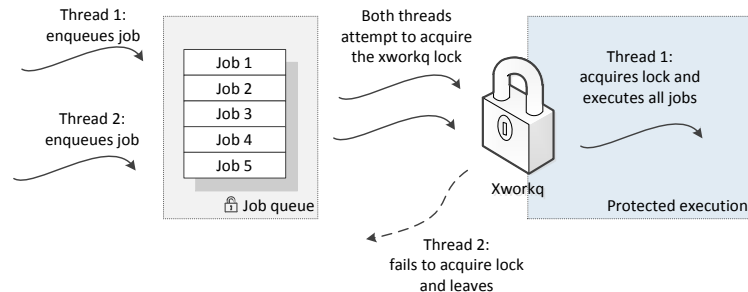 Thread 1:
enqueues job
Thread 2:
enqueues job
Job 1
Job 2
Job 3
Job 4
Job 5
Job queue
Both threads
attempt to acquire
the xworkq lock
Xworkq
Thread 2:
fails to acquire lock
and leaves
Thread 1:
acquires lock and
executes all jobs
Protected execution